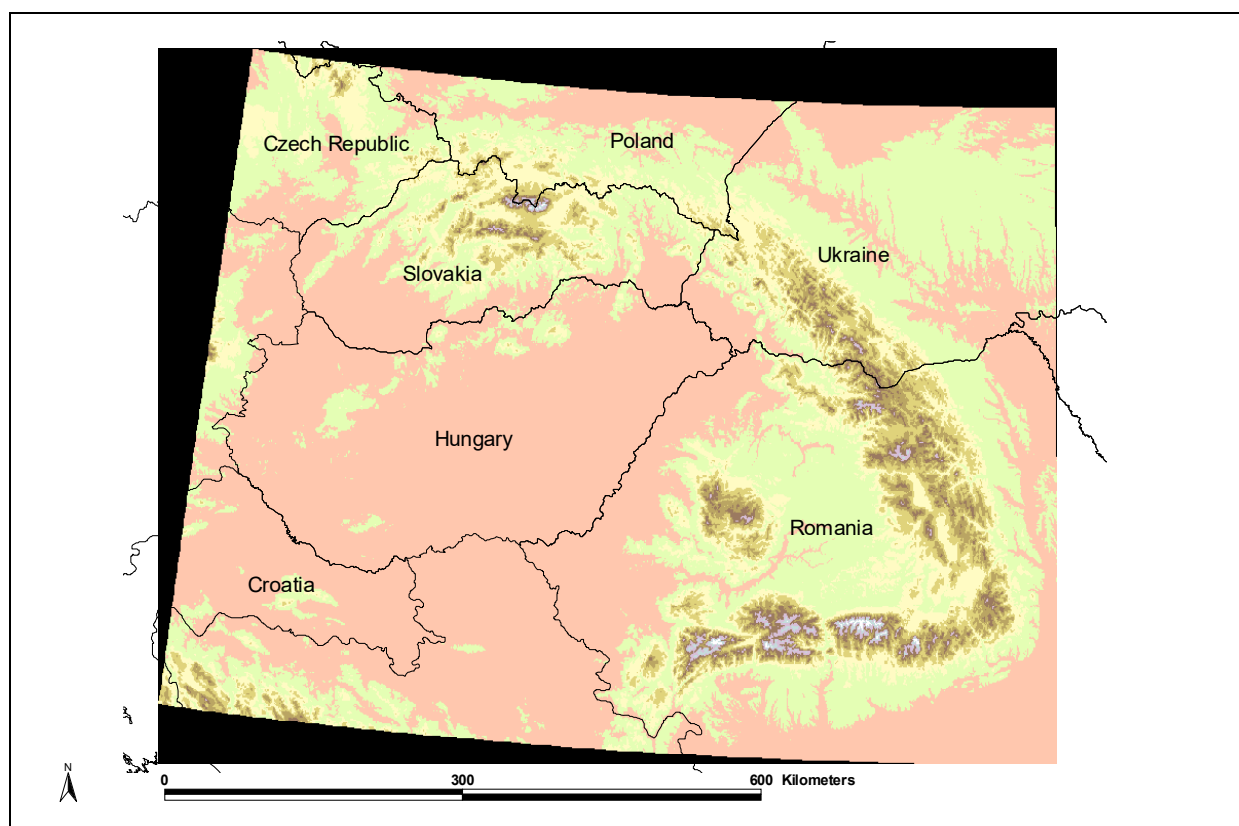 Poland
Czech Republic
Ukraine
Slovakia
Hungary
Romania
Croatia
N
0 300 600 Kilometers